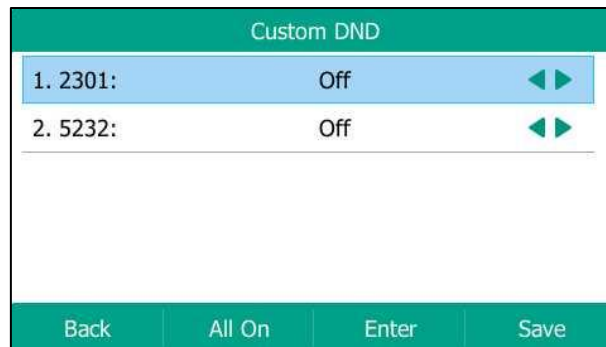 Custom DND
1. 2301: Off
2. 5232: Off
Back All On Enter Save